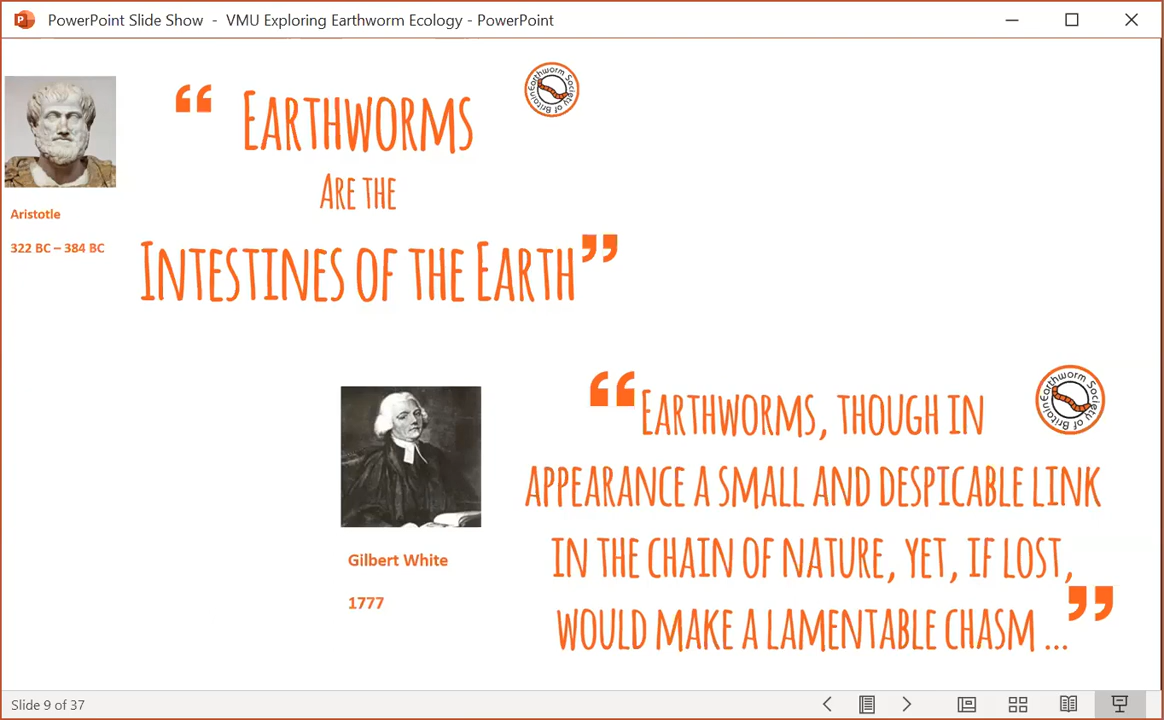 PowerPoint Slide Show - VMU Exploring Earthworm Ecology - PowerPoint
“ EARTHWORMS
ARE THE
INTESTINES OF THE EARTH”
Aristotle
322 BC – 384 BC
Earthworm Society of Britain
“EARTHWORMS, THOUGH IN
APPEARANCE A SMALL AND DESPICABLE LINK
IN THE CHAIN OF NATURE, YET, IF LOST,
WOULD MAKE A LAMENTABLE CHASM ...”
Gilbert White
1777
Earthworm Society of Britain
Slide 9 of 37